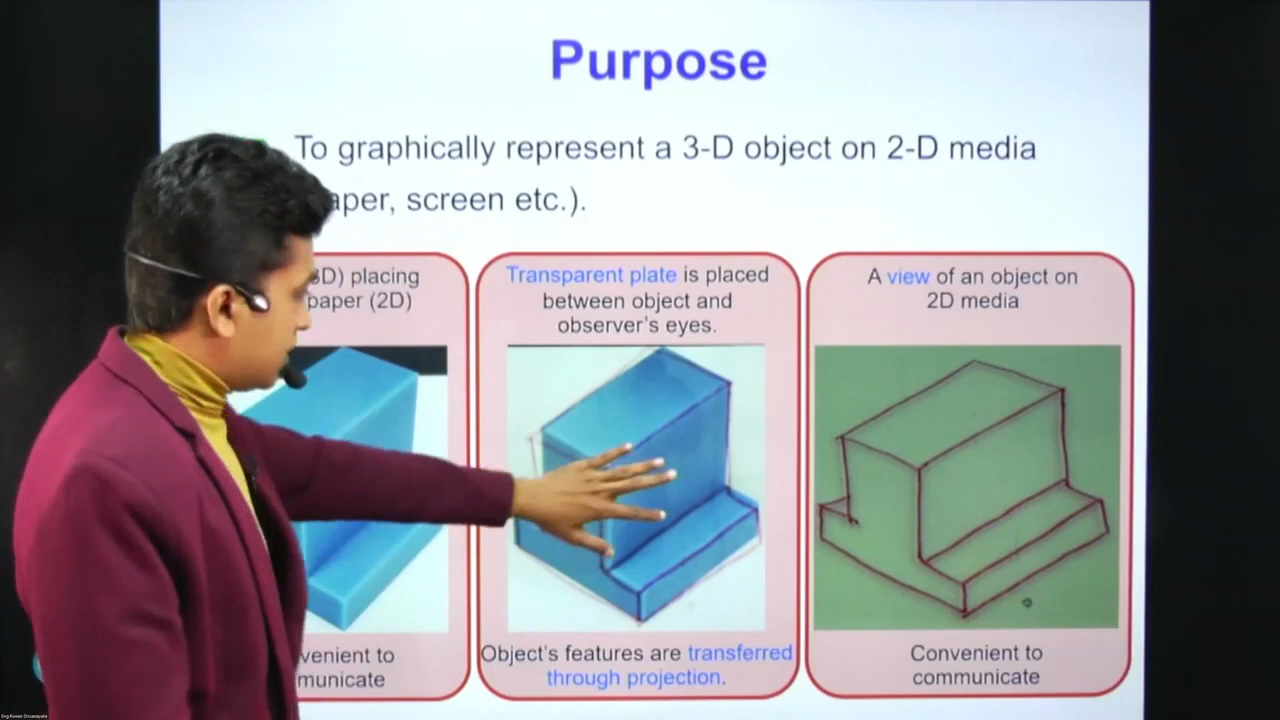 Purpose
To graphically represent a 3-D object on 2-D media
aper, screen etc.).
3D) placing
paper (2D)
Transparent plate is placed
between object and
observer's eyes.
A view of an object on
2D media
venient to
municate
Object's features are transferred
through projection.
Convenient to
communicate